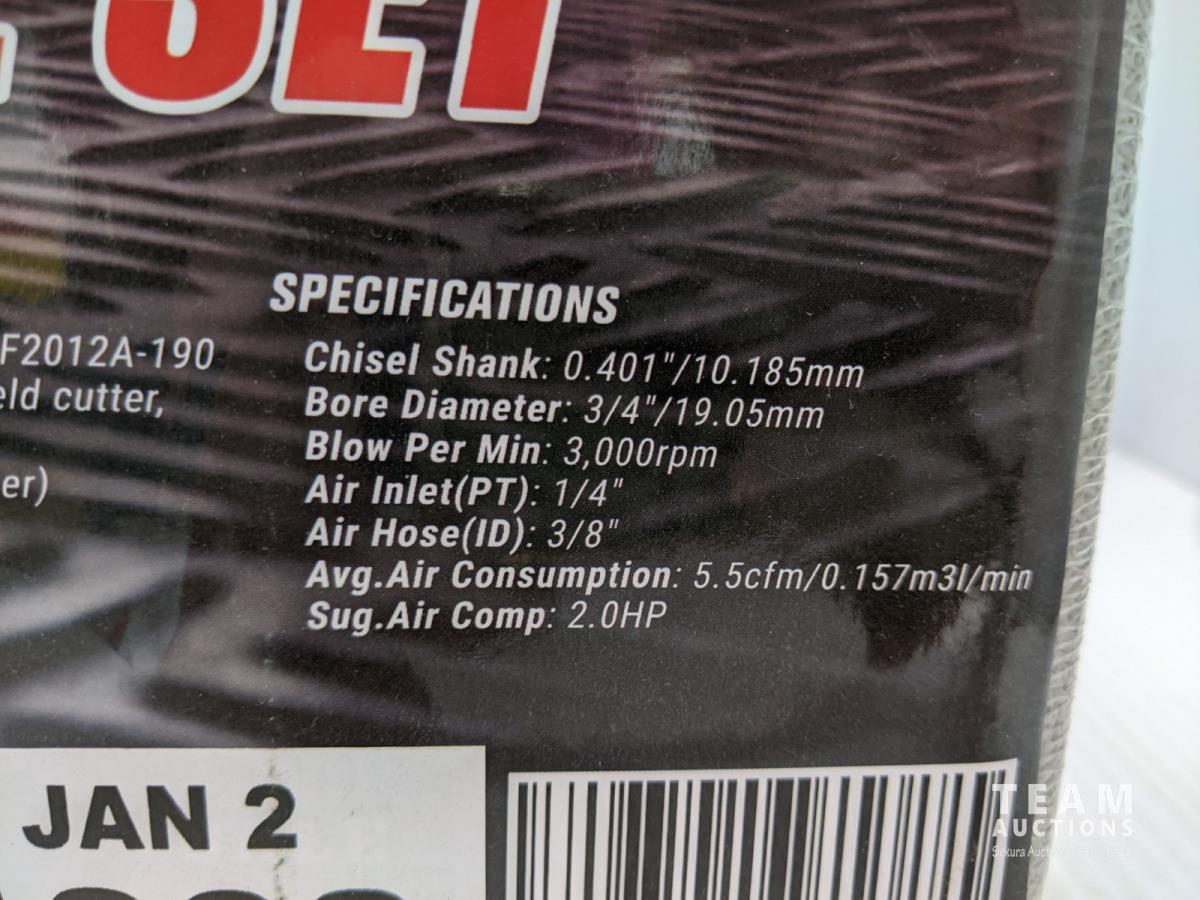 SET
SPECIFICATIONS
F2012A-190
eld cutter,
er)
Chisel Shank: 0.401"/10.185mm
Bore Diameter: 3/4"/19.05mm
Blow Per Min: 3,000rpm
Air Inlet(PT): 1/4"
Air Hose(ID): 3/8"
Avg.Air Consumption: 5.5cfm/0.157m3l/min
Sug.Air Comp: 2.0HP
JAN 2
TEAM
AUCTIONS
Sekura